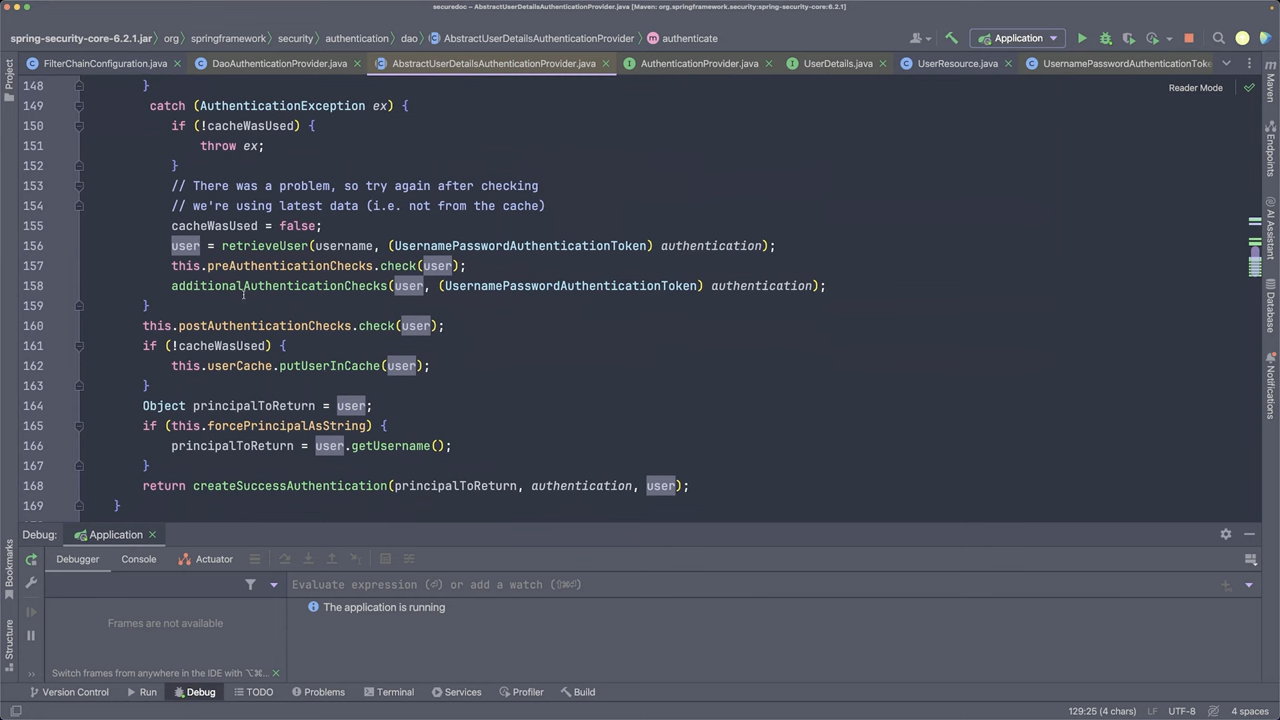 securedoc – AbstractUserDetailsAuthenticationProvider.java [Maven: org.springframework.security:spring-security-core:6.2.1]
spring-security-core-6.2.1.jar org springframework security authentication dao AbstractUserDetailsAuthenticationProvider authenticate Application
FilterChainConfiguration.java DaoAuthenticationProvider.java AbstractUserDetailsAuthenticationProvider.java AuthenticationProvider.java UserDetails.java UserResource.java UsernamePasswordAuthenticationToke
Project
Maven
Endpoints
AI Assistant
Database
Notifications
Reader Mode
148 }
149 catch (AuthenticationException ex) {
150 if (!cacheWasUsed) {
151 throw ex;
152 }
153 // There was a problem, so try again after checking
154 // we're using latest data (i.e. not from the cache)
155 cacheWasUsed = false;
156 user = retrieveUser(username, (UsernamePasswordAuthenticationToken) authentication);
157 this.preAuthenticationChecks.check(user);
158 additionalAuthenticationChecks(user, (UsernamePasswordAuthenticationToken) authentication);
159 }
160 this.postAuthenticationChecks.check(user);
161 if (!cacheWasUsed) {
162 this.userCache.putUserInCache(user);
163 }
164 Object principalToReturn = user;
165 if (this.forcePrincipalAsString) {
166 principalToReturn = user.getUsername();
167 }
168 return createSuccessAuthentication(principalToReturn, authentication, user);
169 }
Debug: Application
Debugger Console Actuator
Evaluate expression (⏎) or add a watch (⇧⌘⏎)
Frames are not available
The application is running
Switch frames from anywhere in the IDE with ⌥⌘...
Bookmarks
Structure
Version Control Run Debug TODO Problems Terminal Services Profiler Build
129:25 (4 chars) LF UTF-8 4 spaces